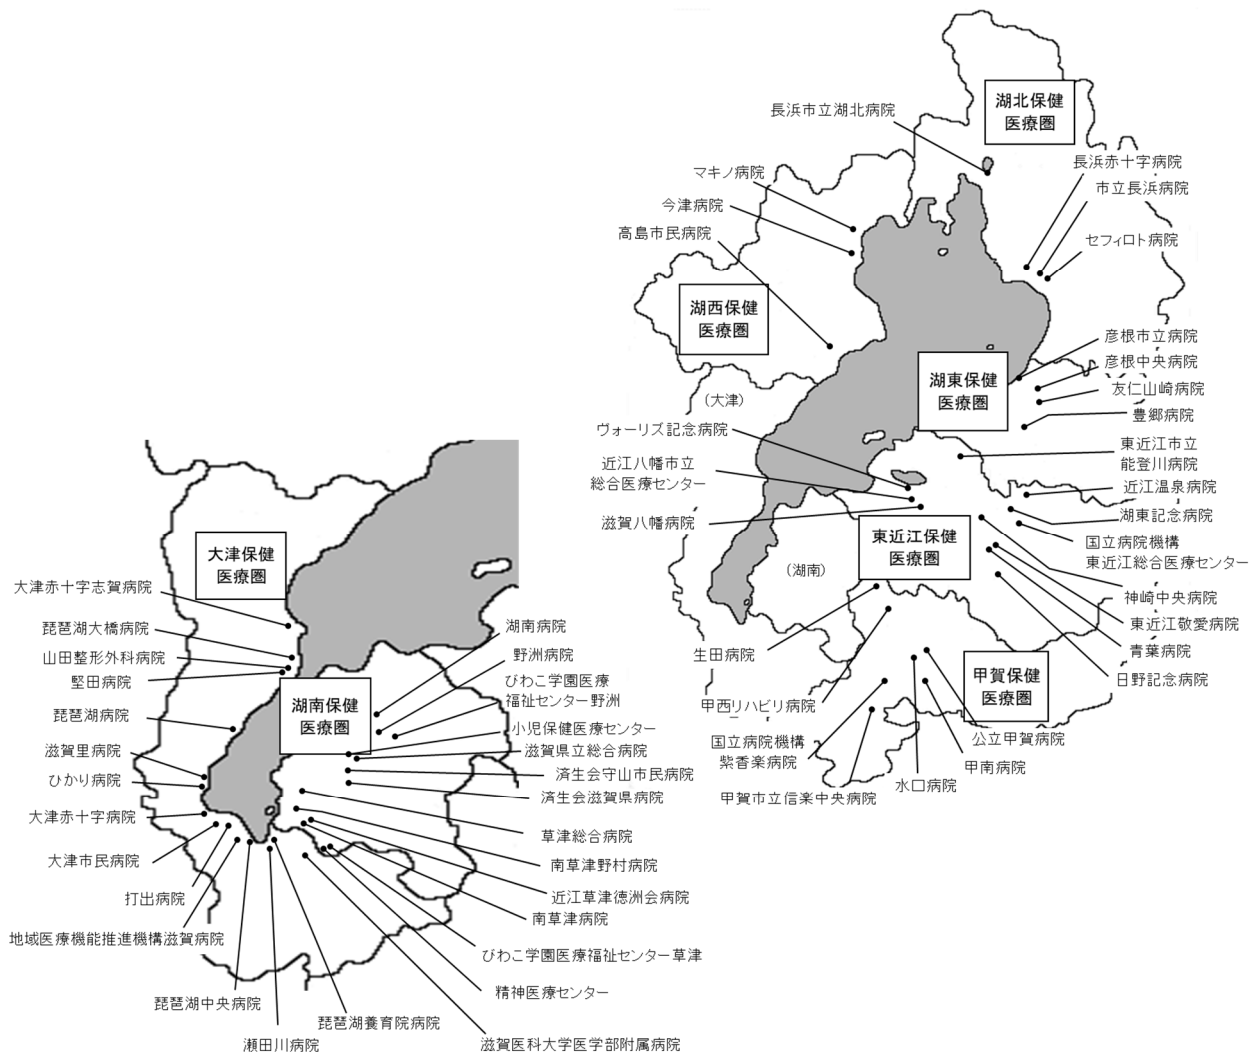 湖北保健
医療圏
長浜市立湖北病院
長浜赤十字病院
市立長浜病院
セフィロト病院
マキノ病院
今津病院
高島市民病院
湖西保健
医療圏
彦根市立病院
彦根中央病院
友仁山崎病院
豊郷病院
湖東保健
医療圏
（大津）
ヴォーリズ記念病院
近江八幡市立
総合医療センター
滋賀八幡病院
東近江市立
能登川病院
近江温泉病院
湖東記念病院
国立病院機構
東近江総合医療センター
神崎中央病院
東近江敬愛病院
青葉病院
日野記念病院
東近江保健
医療圏
（湖南）
生田病院
甲西リハビリ病院
国立病院機構
紫香楽病院
甲賀市立信楽中央病院
水口病院
甲南病院
公立甲賀病院
甲賀保健
医療圏
大津保健
医療圏
大津赤十字志賀病院
琵琶湖大橋病院
山田整形外科病院
堅田病院
琵琶湖病院
滋賀里病院
ひかり病院
大津赤十字病院
大津市民病院
打出病院
地域医療機能推進機構滋賀病院
琵琶湖中央病院
瀬田川病院
琵琶湖養育院病院
湖南保健
医療圏
湖南病院
野洲病院
びわこ学園医療
福祉センター野洲
小児保健医療センター
滋賀県立総合病院
済生会守山市民病院
済生会滋賀県病院
草津総合病院
南草津野村病院
近江草津徳洲会病院
南草津病院
びわこ学園医療福祉センター草津
精神医療センター
滋賀医科大学医学部附属病院